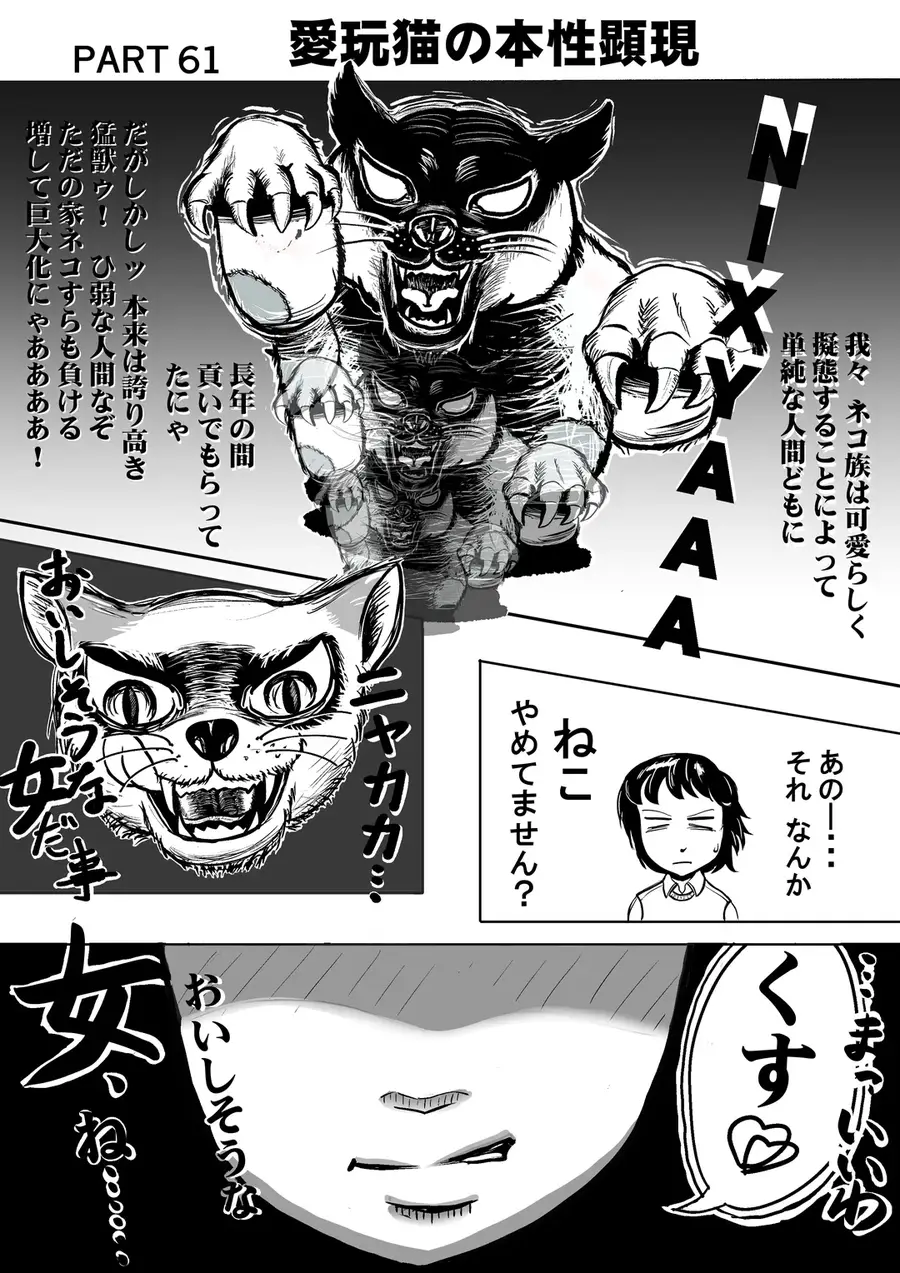 PART 61
愛玩猫の本性顕現
NIXYAAA
我々 ネコ族は可愛らしく
擬態することによって
単純な人間どもに
長年の間
貢いでもらって
たにゃ
だがしかしッ 本来は誇り高き
猛獣ゥ! ひ弱な人間なぞ
ただの家ネコすらも負ける
増して巨大化にゃあああ!
あのー・・・
それ なんか
ねこ
やめてません?
ニャカカ…
おいしそうな
女だ事
…まっいいわ
くす♡
おいしそうな
女、
ね……